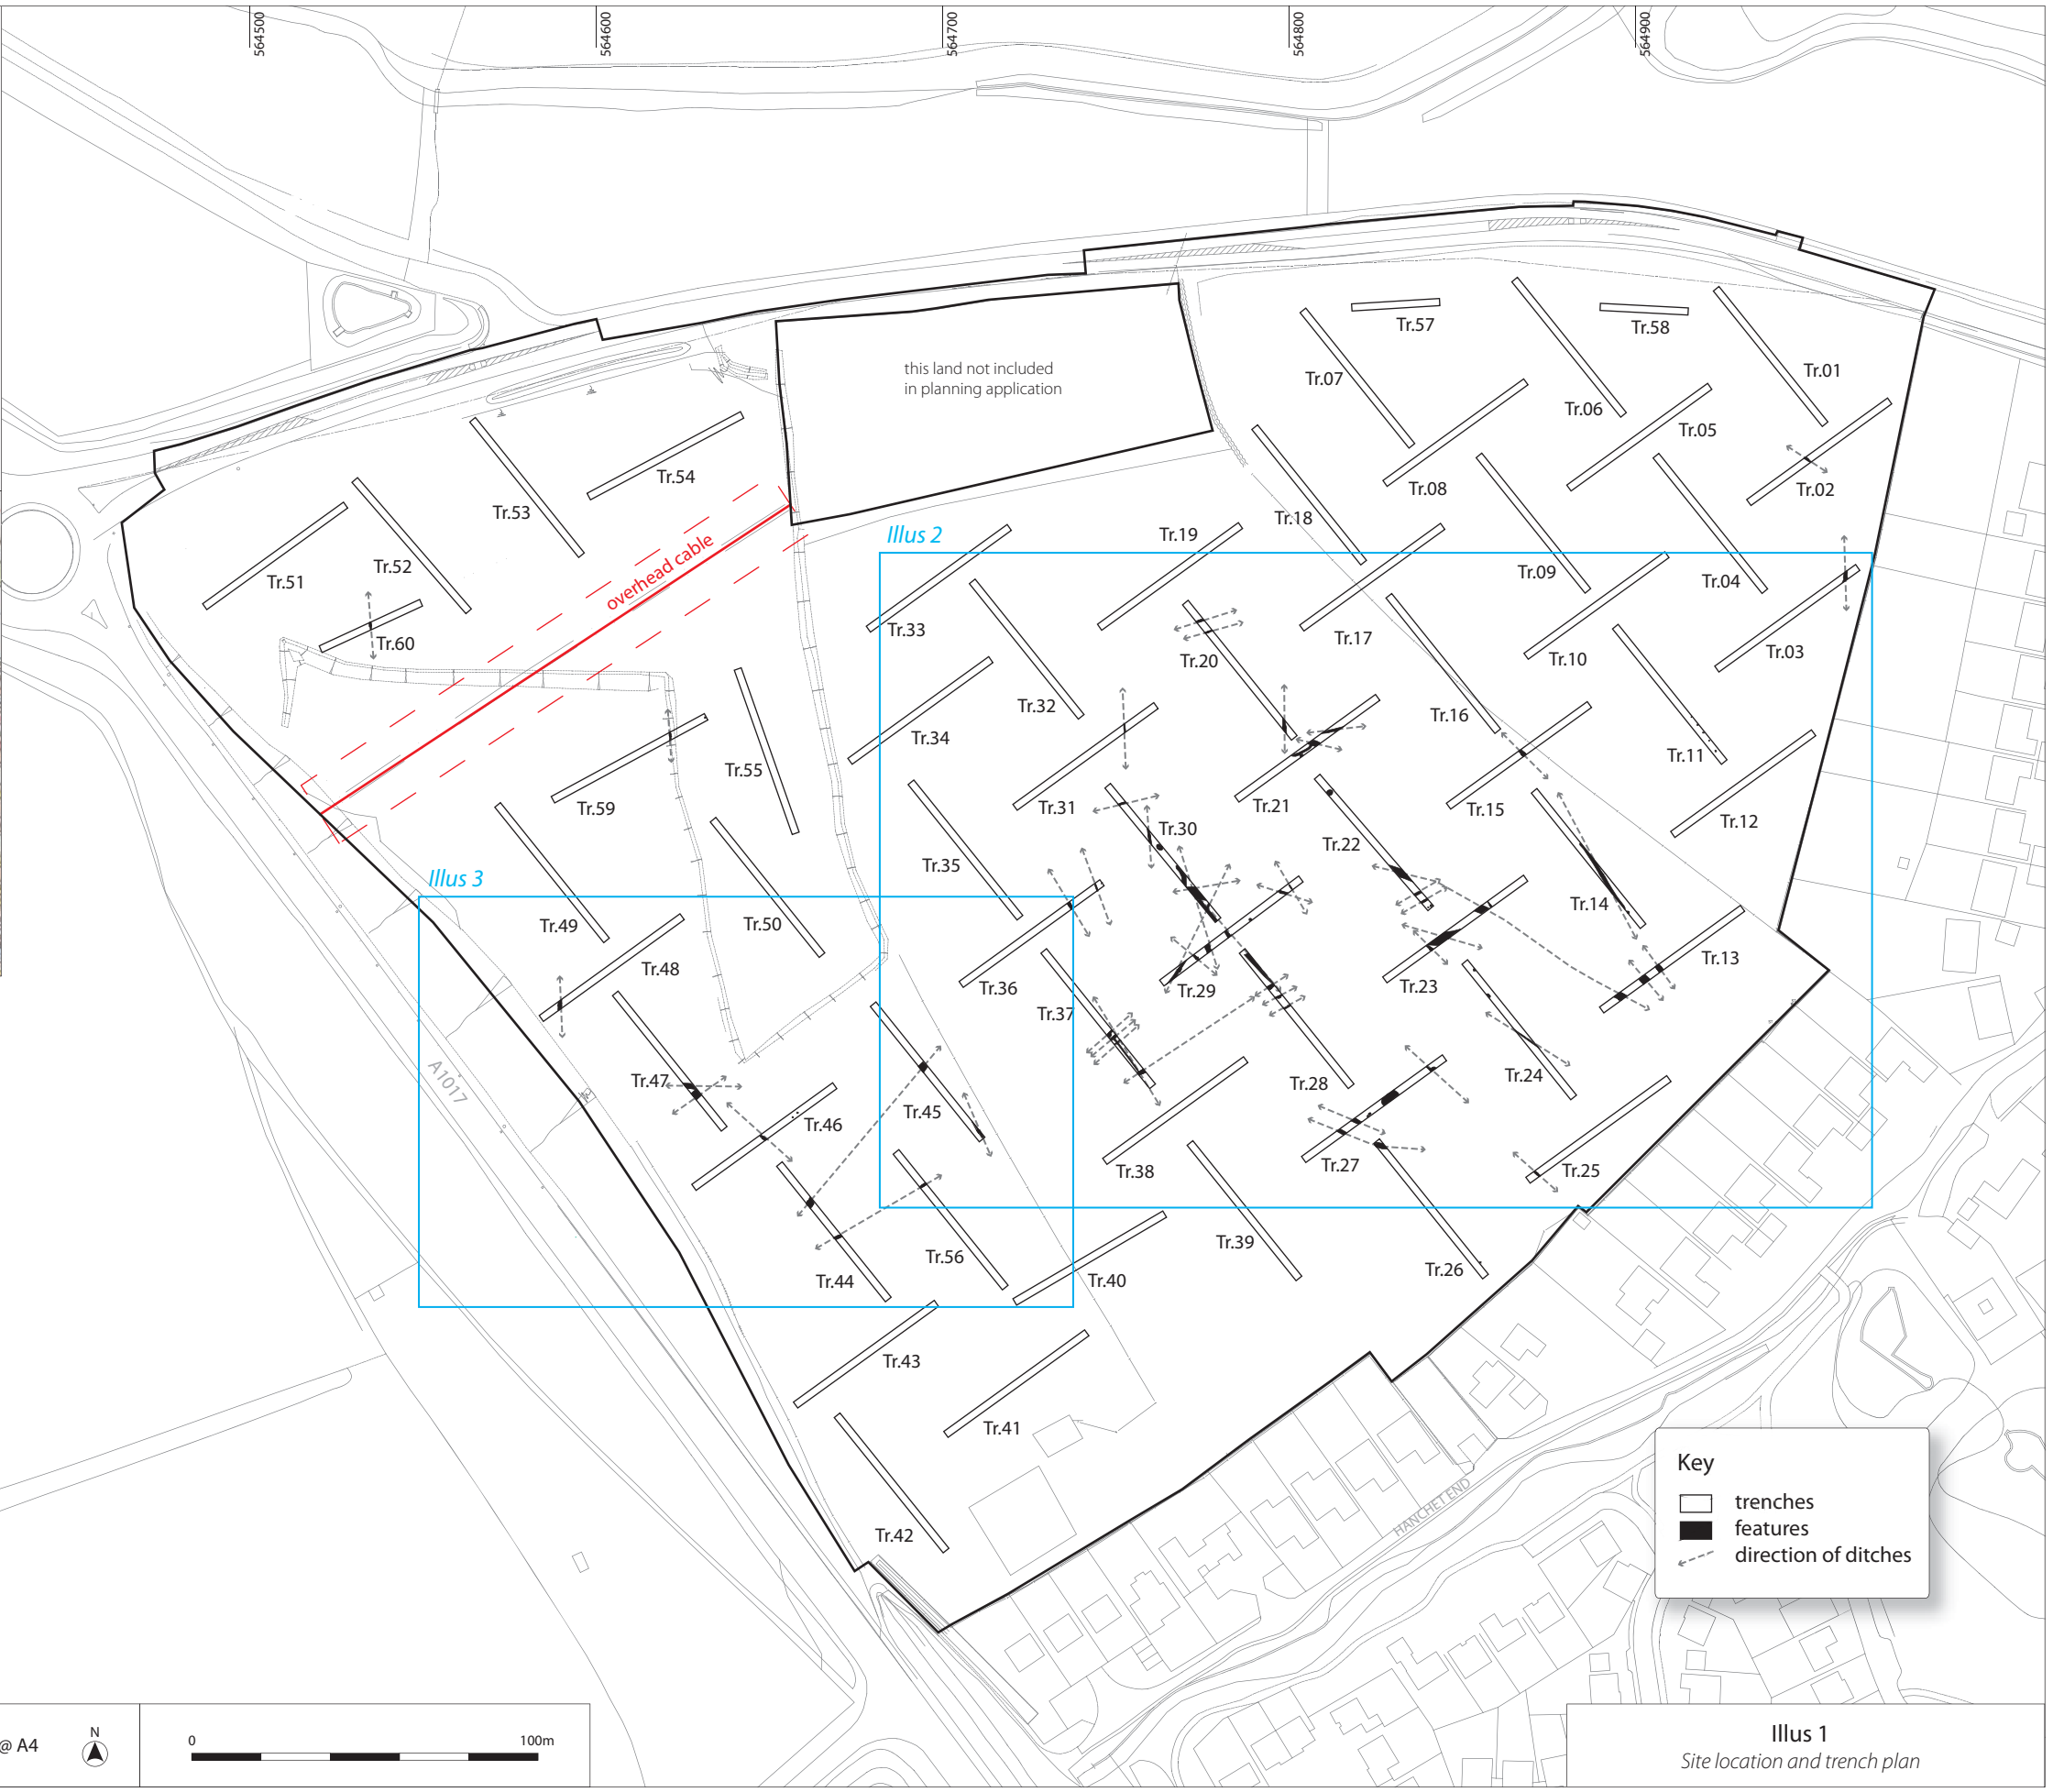 564500
564600
564700
564800
564900
this land not included
in planning application
Tr.57
Tr.58
Tr.01
Tr.07
Tr.06
Tr.05
Tr.02
Tr.08
Tr.54
Tr.53
Tr.18
Tr.19
Illus 2
overhead cable
Tr.52
Tr.51
Tr.09
Tr.04
Tr.33
Tr.60
Tr.17
Tr.10
Tr.03
Tr.20
Tr.32
Tr.16
Tr.34
Tr.11
Tr.55
Tr.59
Tr.31
Tr.21
Tr.15
Tr.12
Tr.30
Tr.22
Tr.35
Illus 3
Tr.14
Tr.49
Tr.50
Tr.13
Tr.48
Tr.36
Tr.29
Tr.23
Tr.37
A1017
Tr.47
Tr.28
Tr.24
Tr.45
Tr.46
Tr.38
Tr.27
Tr.25
Tr.39
Tr.56
Tr.26
Tr.44
Tr.40
Tr.43
Tr.41
Tr.42
HANCHET END
Key
trenches
features
direction of ditches
@ A4
N
0
100m
Illus 1
Site location and trench plan